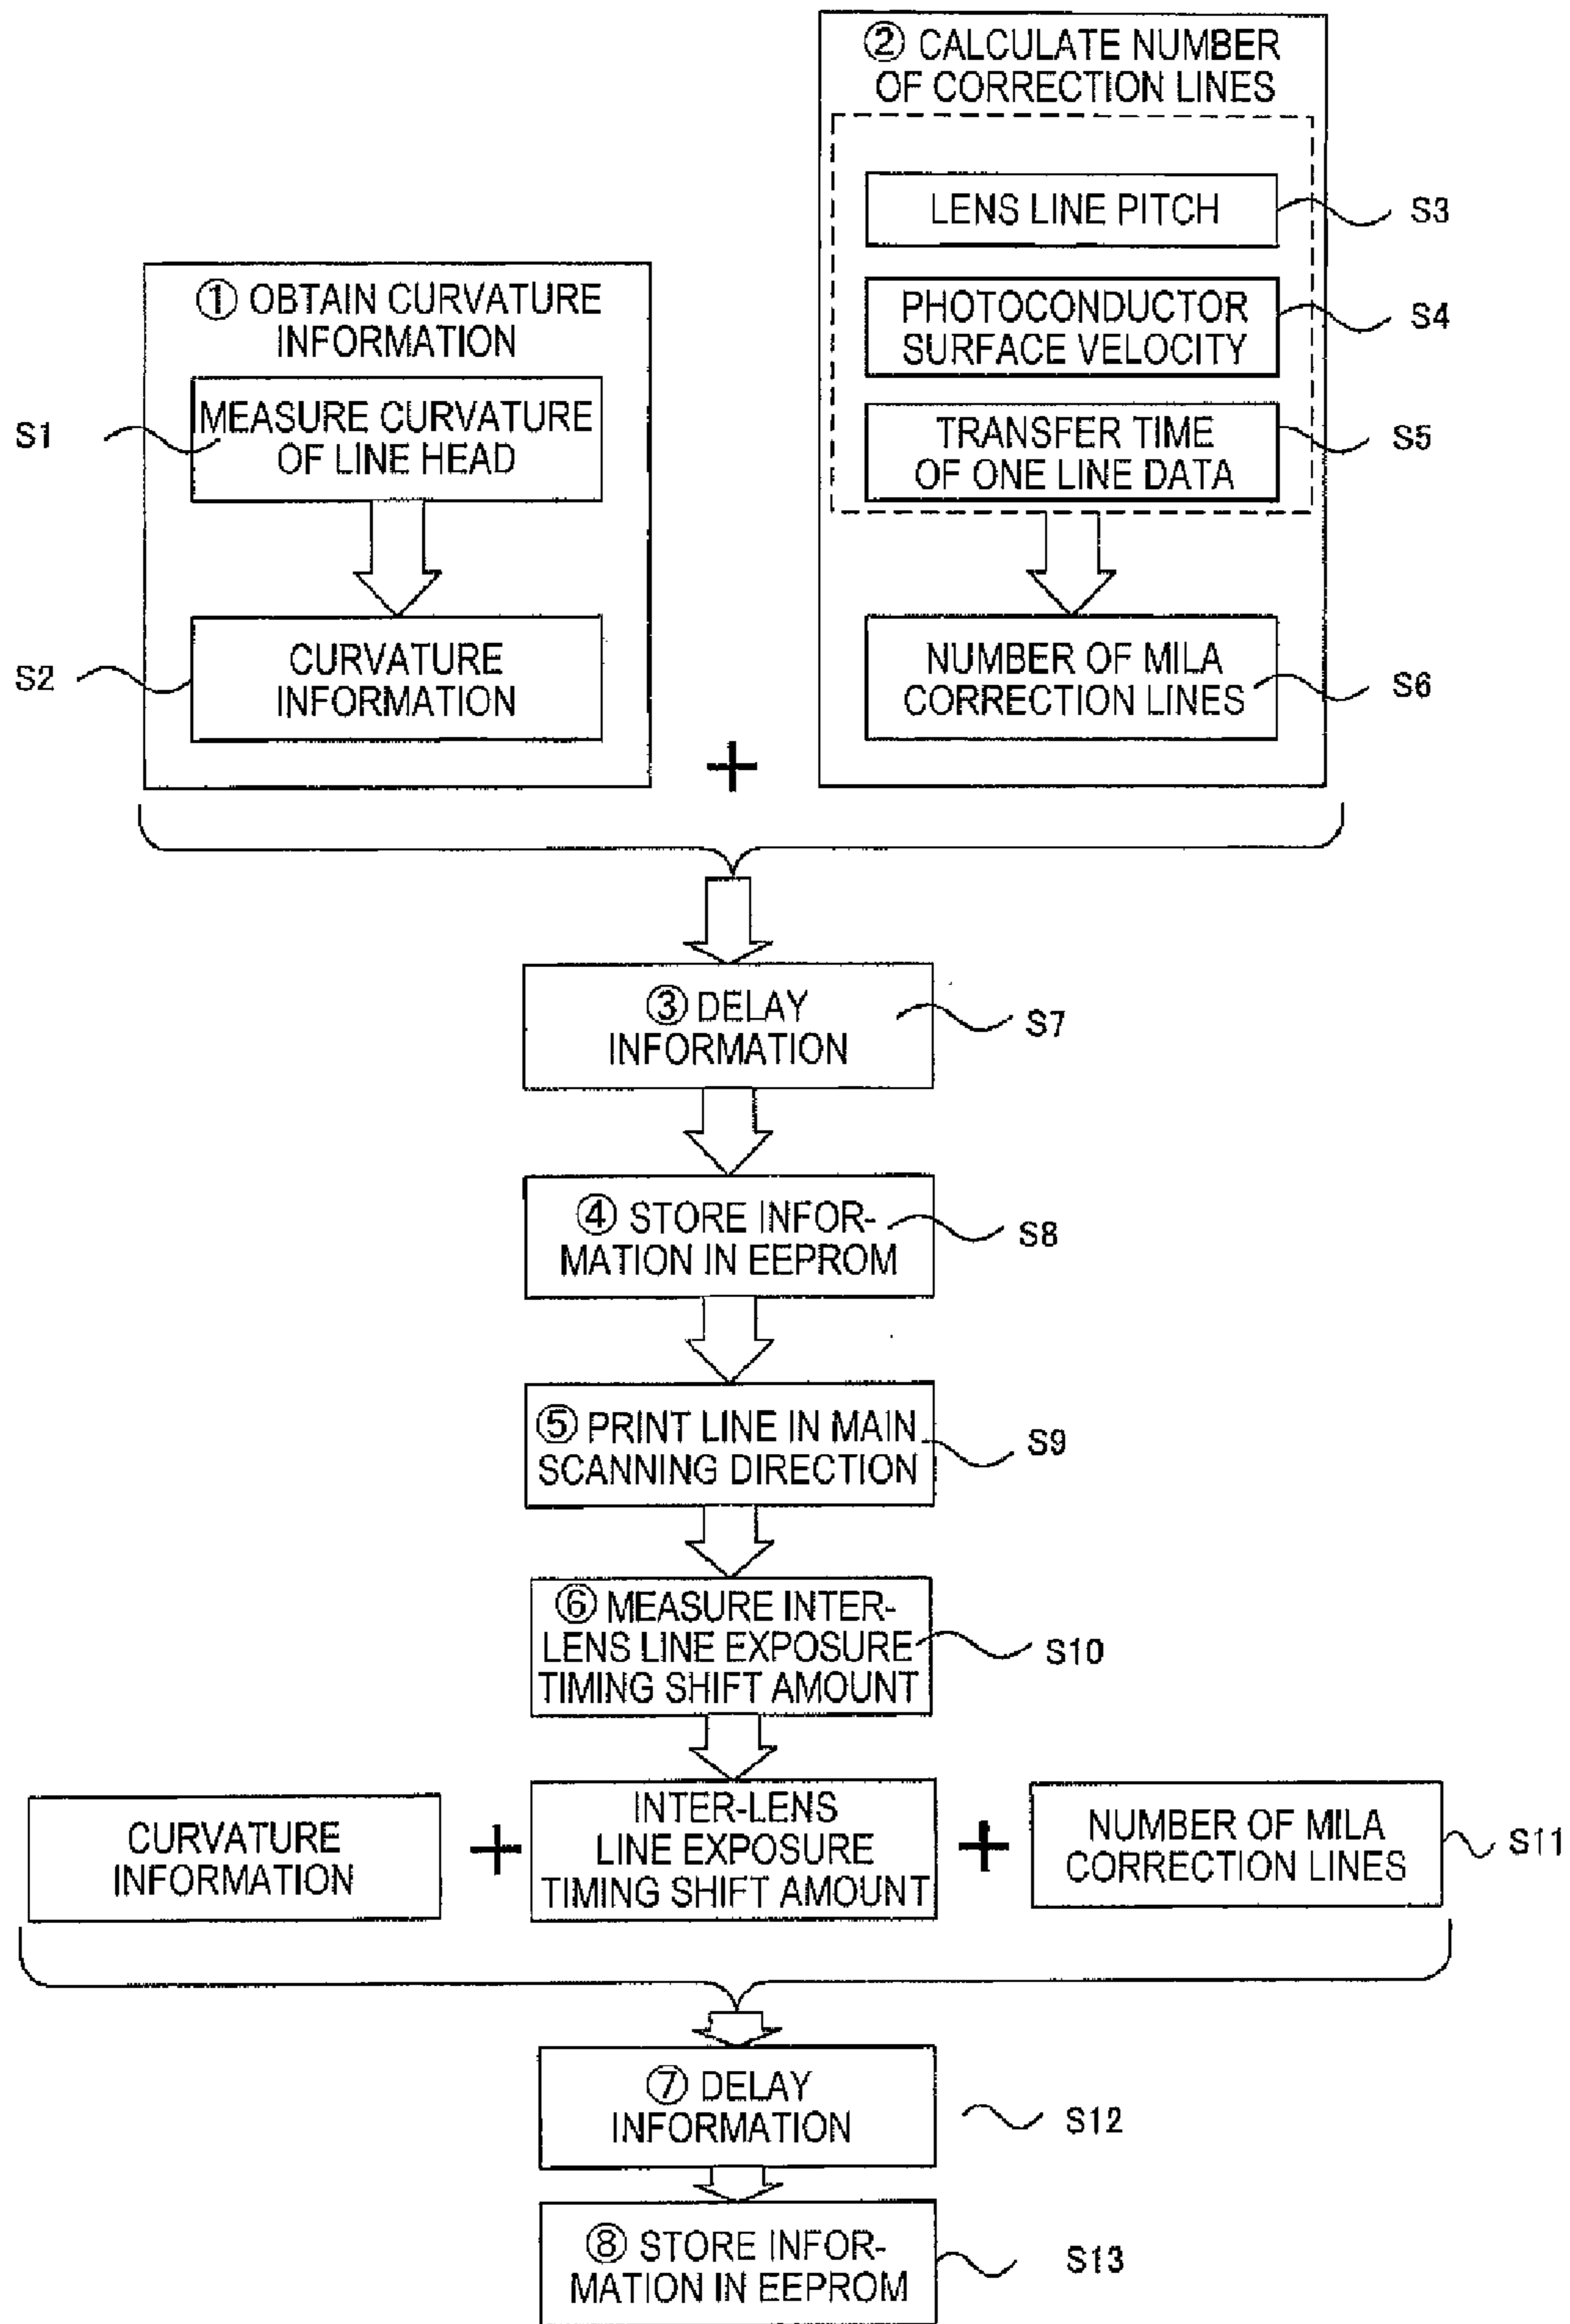 ② CALCULATE NUMBER
OF CORRECTION LINES
LENS LINE PITCH
S3
PHOTOCONDUCTOR
SURFACE VELOCITY
S4
TRANSFER TIME
OF ONE LINE DATA
S5
NUMBER OF MILA
CORRECTION LINES
S6
① OBTAIN CURVATURE
INFORMATION
S1
MEASURE CURVATURE
OF LINE HEAD
S2
CURVATURE
INFORMATION
+
③ DELAY
INFORMATION
S7
④ STORE INFOR-
MATION IN EEPROM
S8
⑤ PRINT LINE IN MAIN
SCANNING DIRECTION
S9
⑥ MEASURE INTER-
LENS LINE EXPOSURE
TIMING SHIFT AMOUNT
S10
CURVATURE
INFORMATION
+
INTER-LENS
LINE EXPOSURE
TIMING SHIFT AMOUNT
+
NUMBER OF MILA
CORRECTION LINES
S11
⑦ DELAY
INFORMATION
S12
⑧ STORE INFOR-
MATION IN EEPROM
S13